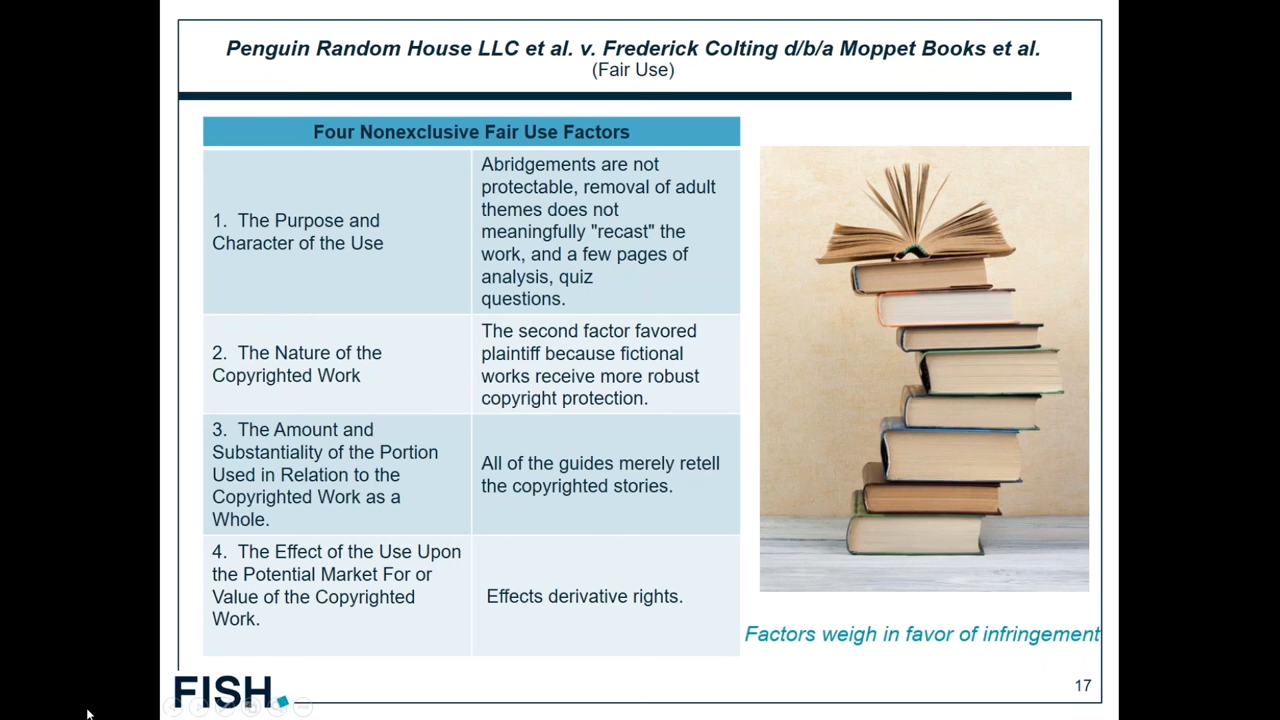 Penguin Random House LLC et al. v. Frederick Colting d/b/a Moppet Books et al.
(Fair Use)
Four Nonexclusive Fair Use Factors
1. The Purpose and
Character of the Use
Abridgements are not
protectable, removal of adult
themes does not
meaningfully "recast" the
work, and a few pages of
analysis, quiz
questions.
2. The Nature of the
Copyrighted Work
The second factor favored
plaintiff because fictional
works receive more robust
copyright protection.
3. The Amount and
Substantiality of the Portion
Used in Relation to the
Copyrighted Work as a
Whole.
All of the guides merely retell
the copyrighted stories.
4. The Effect of the Use Upon
the Potential Market For or
Value of the Copyrighted
Work.
Effects derivative rights.
Factors weigh in favor of infringement
FISH
17